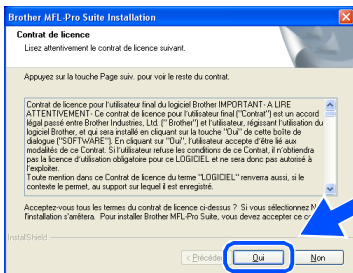 Brother MFL-Pro Suite Installation
Contrat de licence
Lisez attentivement le contrat de licence suivant.
Appuyez sur la touche Page suiv. pour voir le reste du contrat.
Contrat de licence pour l'utilisateur final du logiciel Brother IMPORTANT- A LIRE
ATTENTIVEMENT- Ce contrat de licence pour l'utilisateur final ("Contrat") est un accord
légal passé entre Brother Industries, Ltd. (" Brother") et l'utilisateur, régissant l'utilisation du
logiciel Brother, et qui sera installé en cliquant sur la touche "Oui" de cette boîte de
dialogue ("SOFTWARE"). En cliquant sur "Oui", l'utilisateur accepte d'être lié aux
modalités de ce Contrat. Si l'utilisateur refuse les conditions de ce Contrat, il n'obtiendra
pas la licence d'utilisation obligatoire pour ce LOGICIEL et ne sera donc pas autorisé à
l'exploiter.
Toute mention dans ce Contrat de licence du terme "LOGICIEL" renverra aussi, si le
contexte le permet, au support sur lequel il est enregistré.
Acceptez-vous tous les termes du contrat de licence ci-dessus ? Si vous sélectionnez
l'installation s'arrêtera. Pour installer Brother MFL-Pro Suite, vous devez accepter ce
InstallShield
< Précéden
Oui
Non